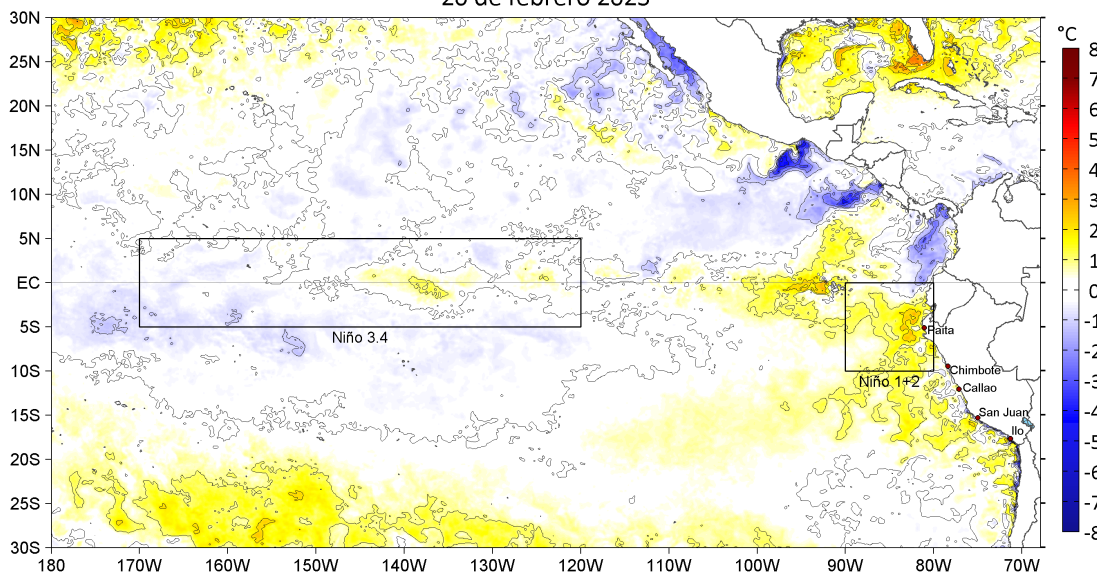 20 de febrero 2025
°C
30N
25N
20N
15N
10N
5N
EC
5S
10S
15S
20S
25S
30S
8
7
6
5
4
3
2
1
0
-1
-2
-3
-4
-5
-6
-7
-8
Niño 3.4
Niño 1+2
Paita
Chimbote
Callao
San Juan
Ilo
180
170W
160W
150W
140W
130W
120W
110W
100W
90W
80W
70W